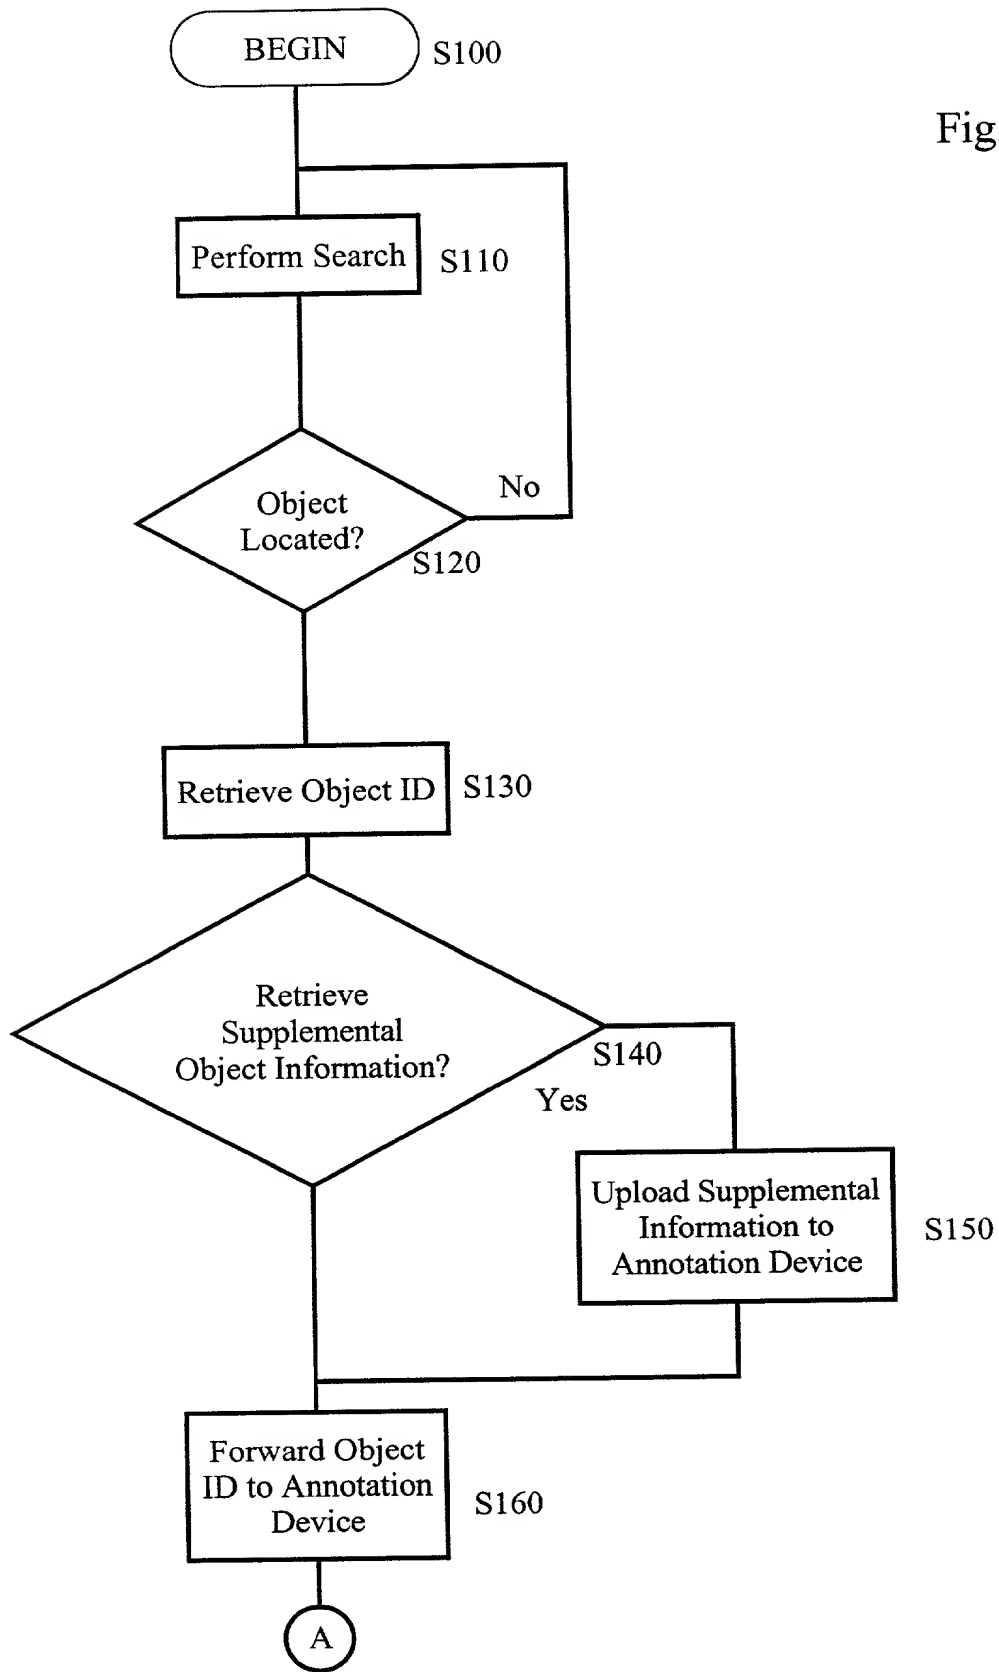 BEGIN
S100
Fig
Perform Search
S110
No
Object
Located?
S120
Retrieve Object ID
S130
Retrieve
Supplemental
Object Information?
S140
Yes
Upload Supplemental
Information to
Annotation Device
S150
Forward Object
ID to Annotation
Device
S160
A